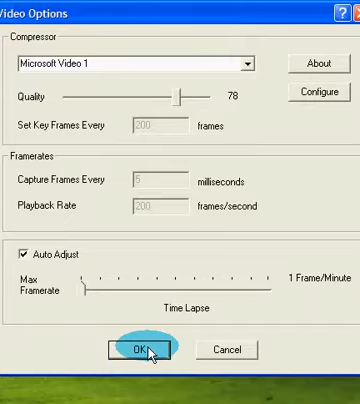 Video Options
Compressor
Microsoft Video 1
About
Quality
78
Configure
Set Key Frames Every
200
frames
Framerates
Capture Frames Every
5
milliseconds
Playback Rate
200
frames/second
Auto Adjust
Max
Framerate
1 Frame/Minute
Time Lapse
OK
Cancel